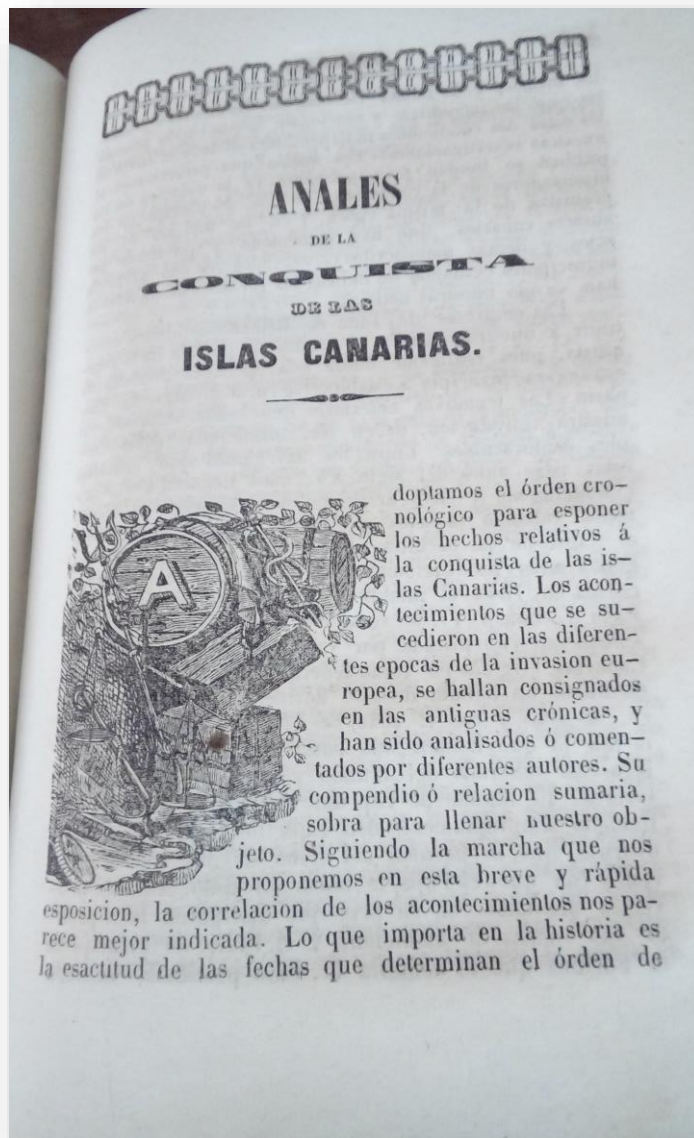 ANALES
DE LA
CONQUISTA
DE LAS
ISLAS CANARIAS.
Adoptamos el órden cro-
nológico para esponer
los hechos relativos á
la conquista de las is-
las Canarias. Los acon-
tecimientos que se su-
cedieron en las diferen-
tes epocas de la invasion eu-
ropea, se hallan consignados
en las antiguas crónicas, y
han sido analisados ó comen-
tados por diferentes autores. Su
compendio ó relacion sumaria,
sobra para llenar nuestro ob-
jeto. Siguiendo la marcha que nos
proponemos en esta breve y rápida
esposicion, la correlacion de los acontecimientos nos pa-
rece mejor indicada. Lo que importa en la história es
la esactitud de las fechas que determinan el órden de